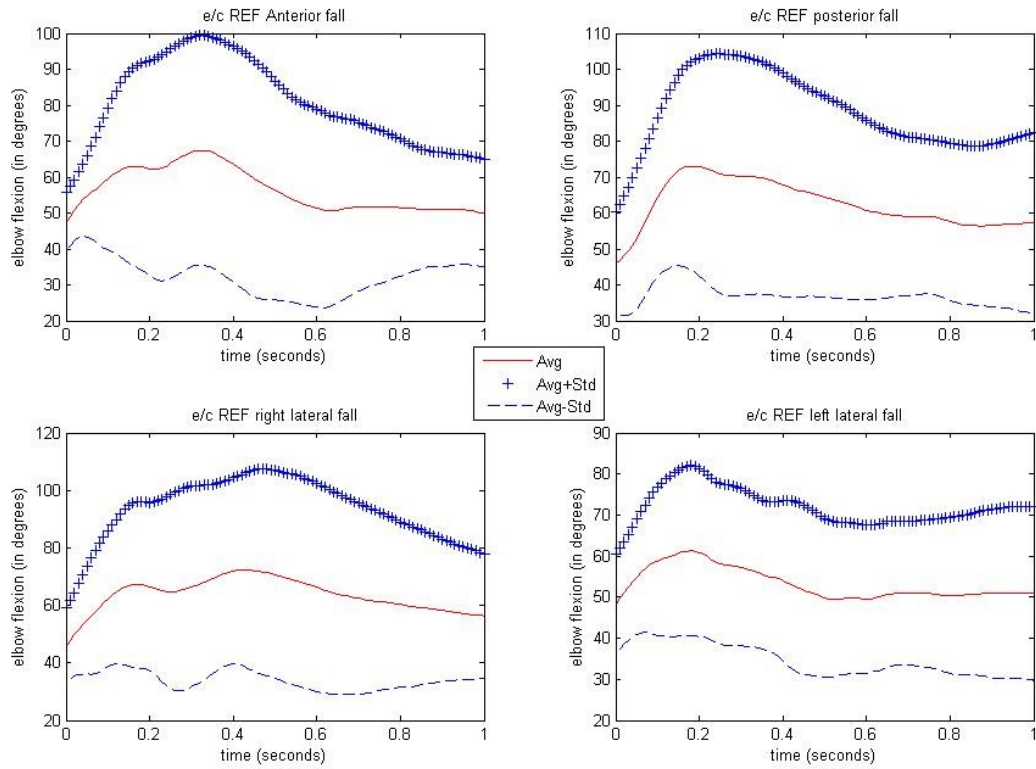 e/c REF Anterior fall
elbow flexion (in degrees)
100
90
80
70
60
50
40
30
20
0 0.2 0.4 0.6 0.8 1
time (seconds)
e/c REF posterior fall
elbow flexion (in degrees)
110
100
90
80
70
60
50
40
30
0 0.2 0.4 0.6 0.8 1
time (seconds)
Avg
Avg+Std
Avg-Std
e/c REF right lateral fall
elbow flexion (in degrees)
120
100
80
60
40
20
0 0.2 0.4 0.6 0.8 1
time (seconds)
e/c REF left lateral fall
elbow flexion (in degrees)
90
80
70
60
50
40
30
20
0 0.2 0.4 0.6 0.8 1
time (seconds)